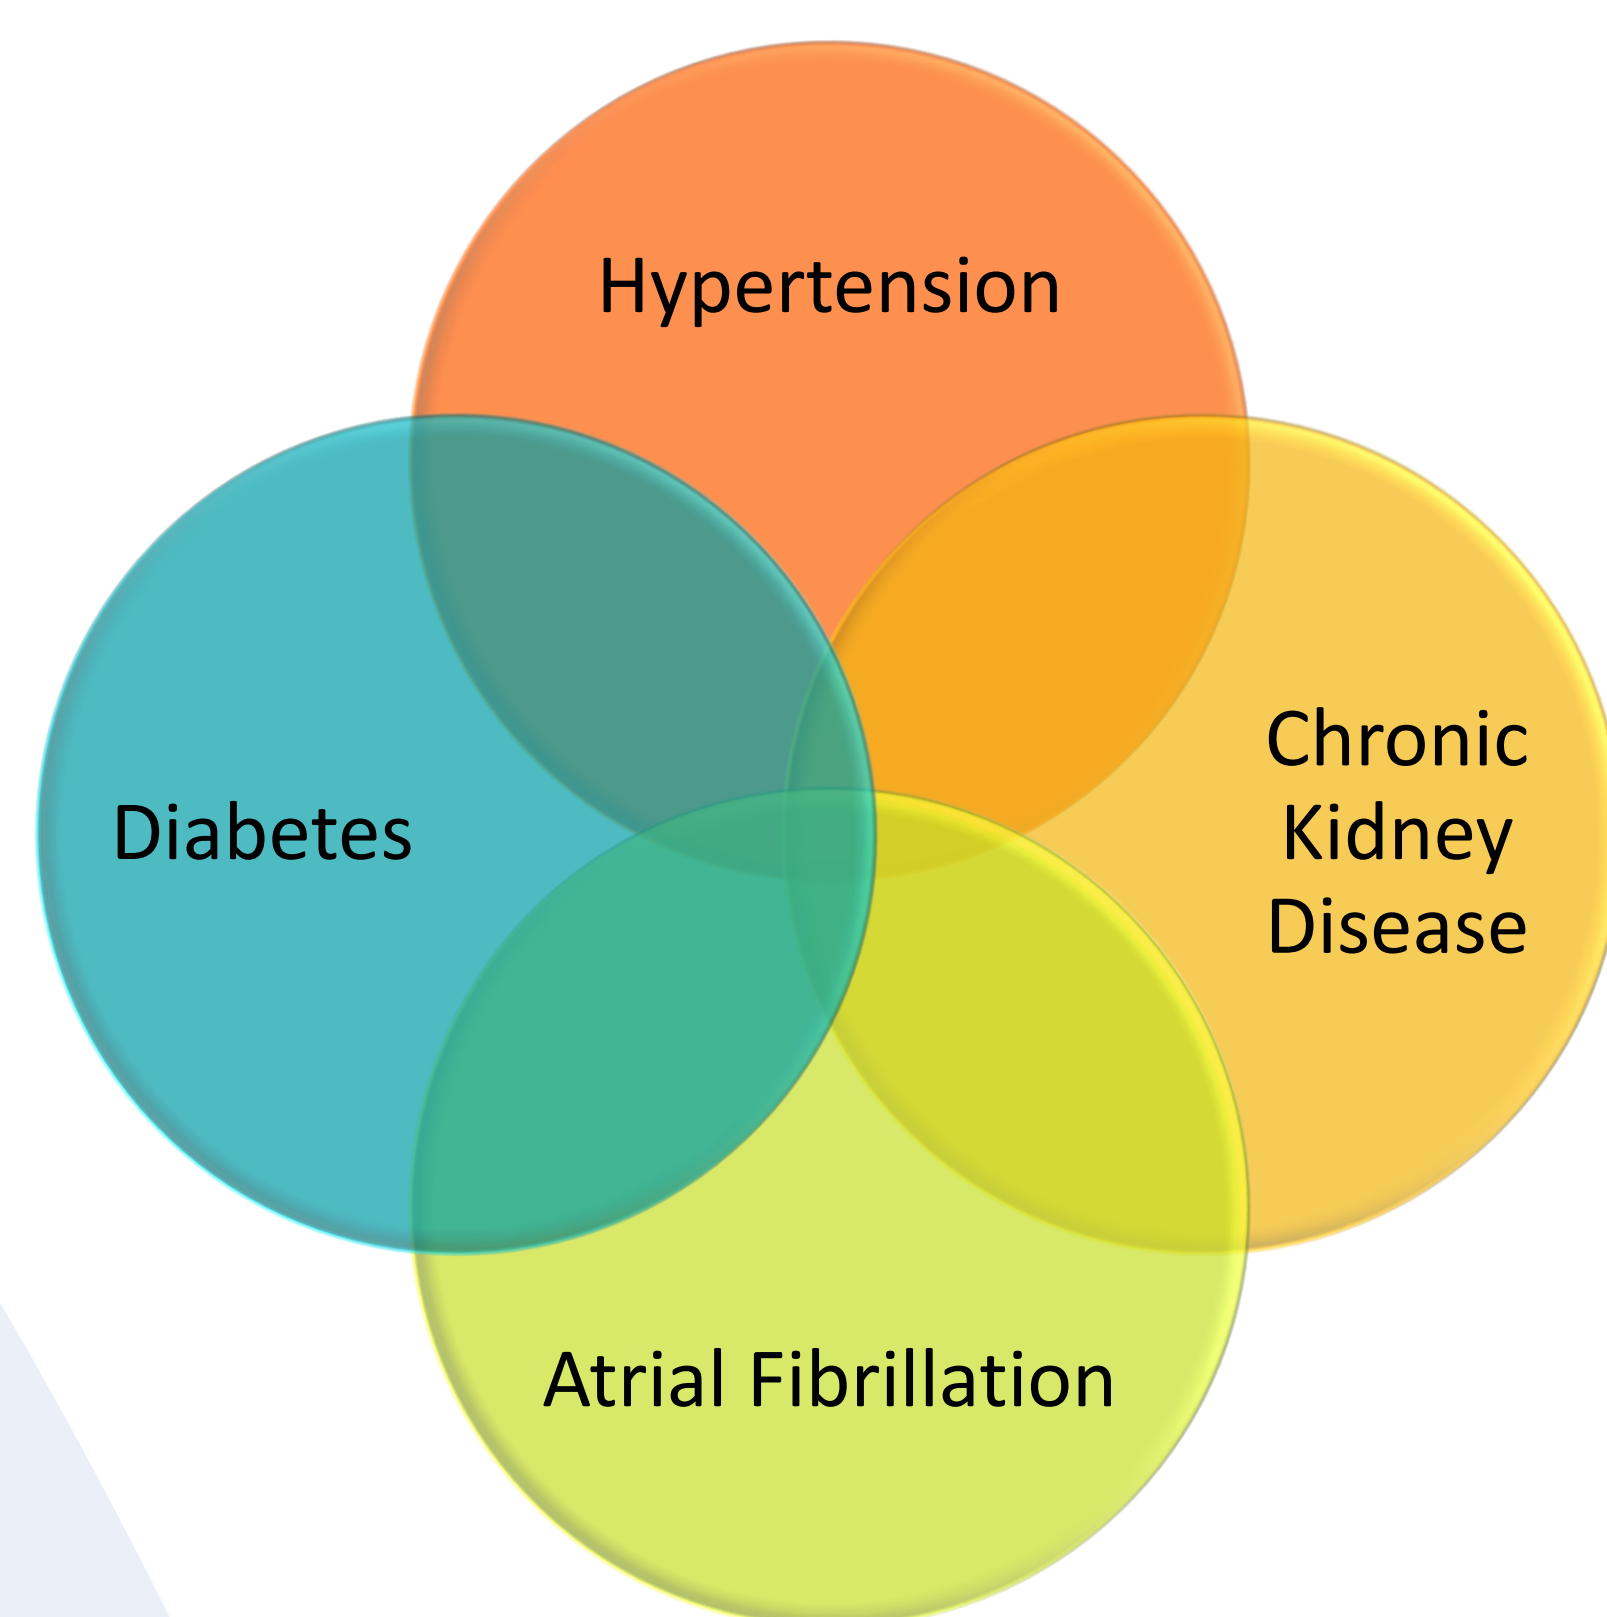 Hypertension
Diabetes
Chronic
Kidney
Disease
Atrial Fibrillation